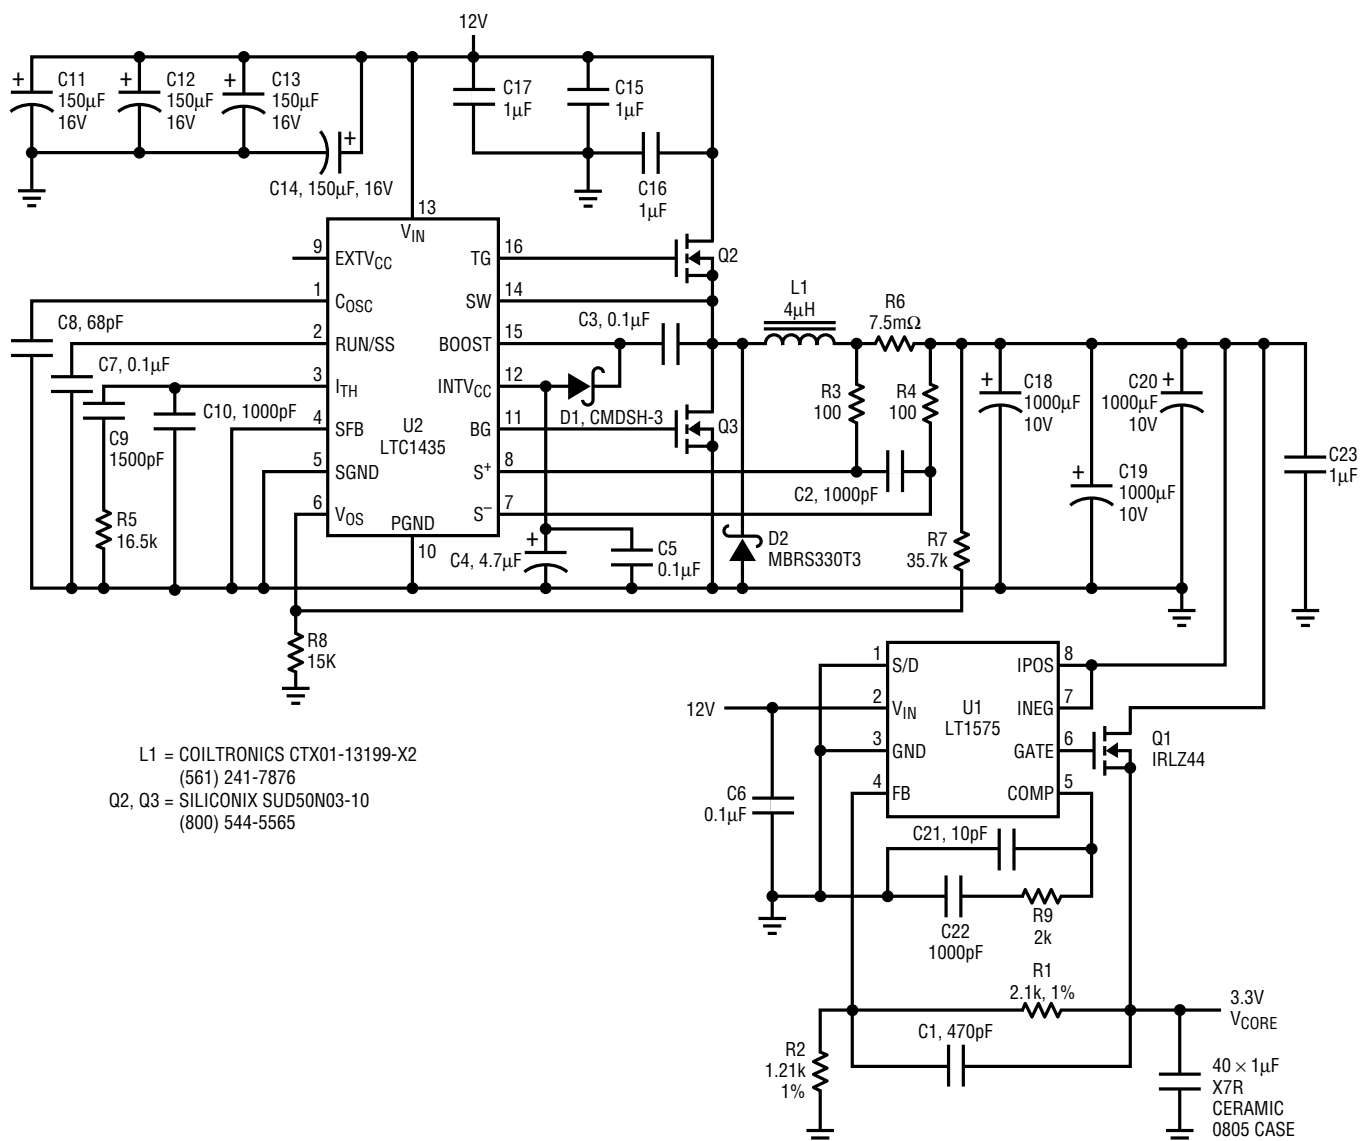 12V
+
C11
150µF
16V
+
C12
150µF
16V
+
C13
150µF
16V
+
C14, 150µF, 16V
C17
1µF
C15
1µF
C16
1µF
13
VIN
9
EXTVCC
1
COSC
2
RUN/SS
3
ITH
4
SFB
5
SGND
6
VOS
PGND
10
U2
LTC1435
TG
16
SW
14
BOOST
15
INTVCC
12
BG
11
S+
8
S–
7
C8, 68pF
C7, 0.1µF
C10, 1000pF
C9
1500pF
R5
16.5k
R8
15K
Q2
Q3
C3, 0.1µF
D1, CMDSH-3
L1
4µH
R6
7.5mΩ
R3
100
R4
100
C2, 1000pF
+
C4, 4.7µF
C5
0.1µF
D2
MBRS330T3
R7
35.7k
+
C18
1000µF
10V
+
C19
1000µF
10V
C20
1000µF
10V
+
C23
1µF
L1 = COILTRONICS CTX01-13199-X2
(561) 241-7876
Q2, Q3 = SILICONIX SUD50N03-10
(800) 544-5565
12V
1
S/D
2
VIN
3
GND
4
FB
U1
LT1575
IPOS
8
INEG
7
GATE
6
COMP
5
Q1
IRLZ44
C6
0.1µF
C21, 10pF
C22
1000pF
R9
2k
R1
2.1k, 1%
C1, 470pF
R2
1.21k
1%
3.3V
VCORE
40 × 1µF
X7R
CERAMIC
0805 CASE